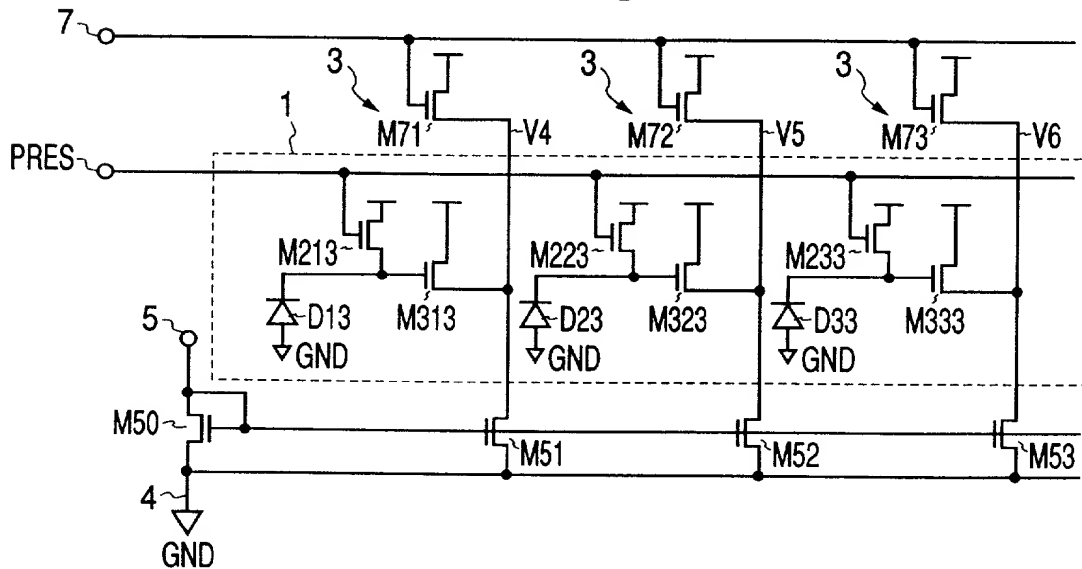 7
3
3
3
1
M71
V4
M72
V5
M73
V6
PRES
M213
M223
M233
D13
M313
D23
M323
D33
M333
5
GND
GND
GND
M50
M51
M52
M53
4
GND